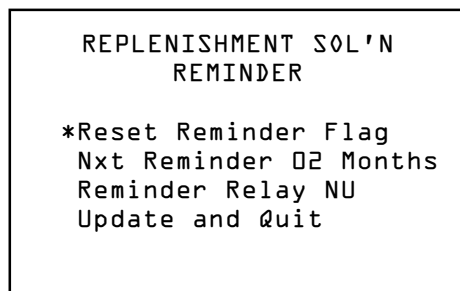 REPLENISHMENT SOL'N
REMINDER
*Reset Reminder Flag
Nxt Reminder 02 Months
Reminder Relay NU
Update and Quit